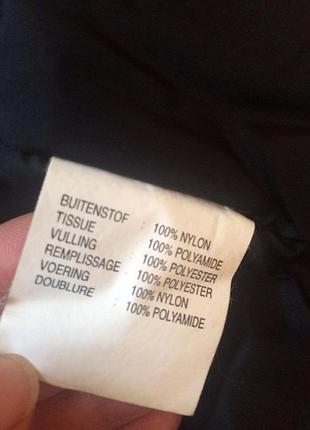 BUITENSTOF : 100% NYLON
TISSUE : 100% POLYAMIDE
VULLING : 100% POLYESTER
REMPLISSAGE : 100% POLYESTER
VOERING : 100% NYLON
DOUBLURE : 100% POLYAMIDE